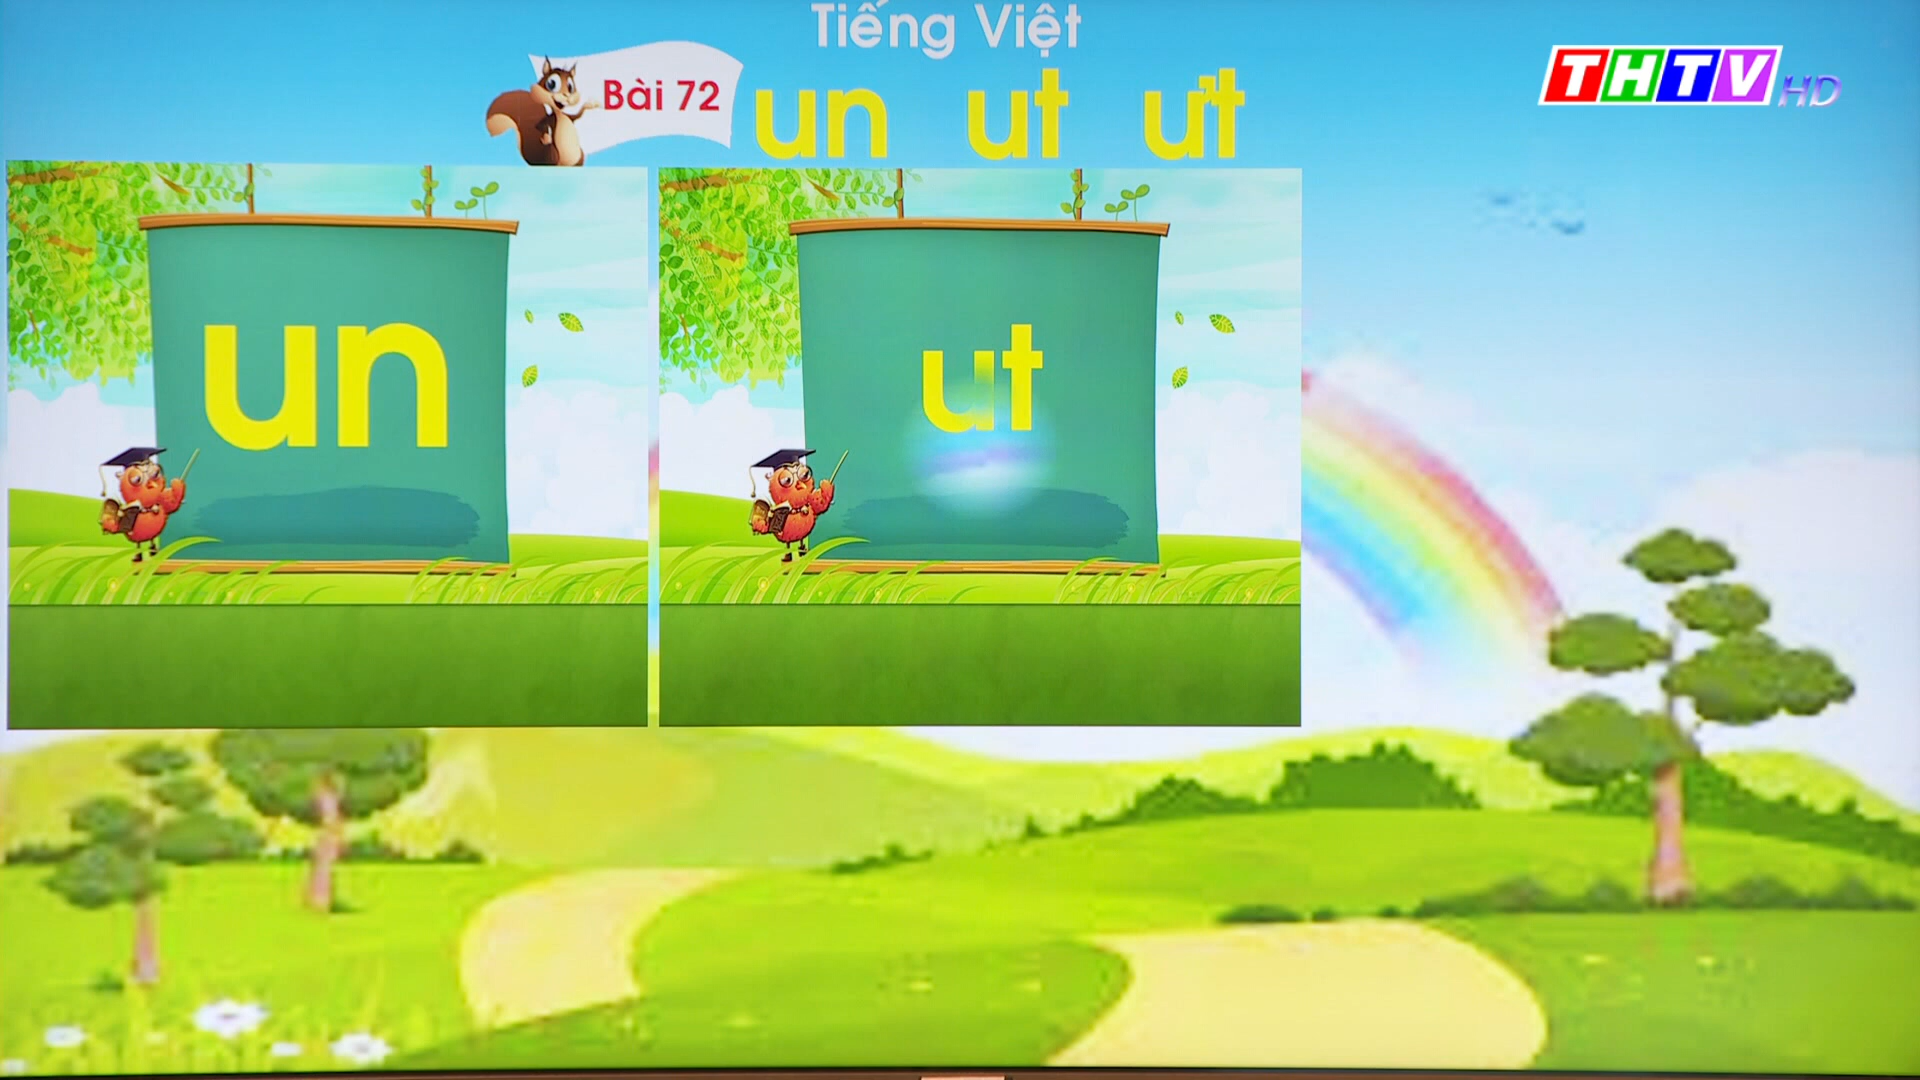 Tiếng Việt
THTV HD
Bài 72
un ut ưt
un
ut